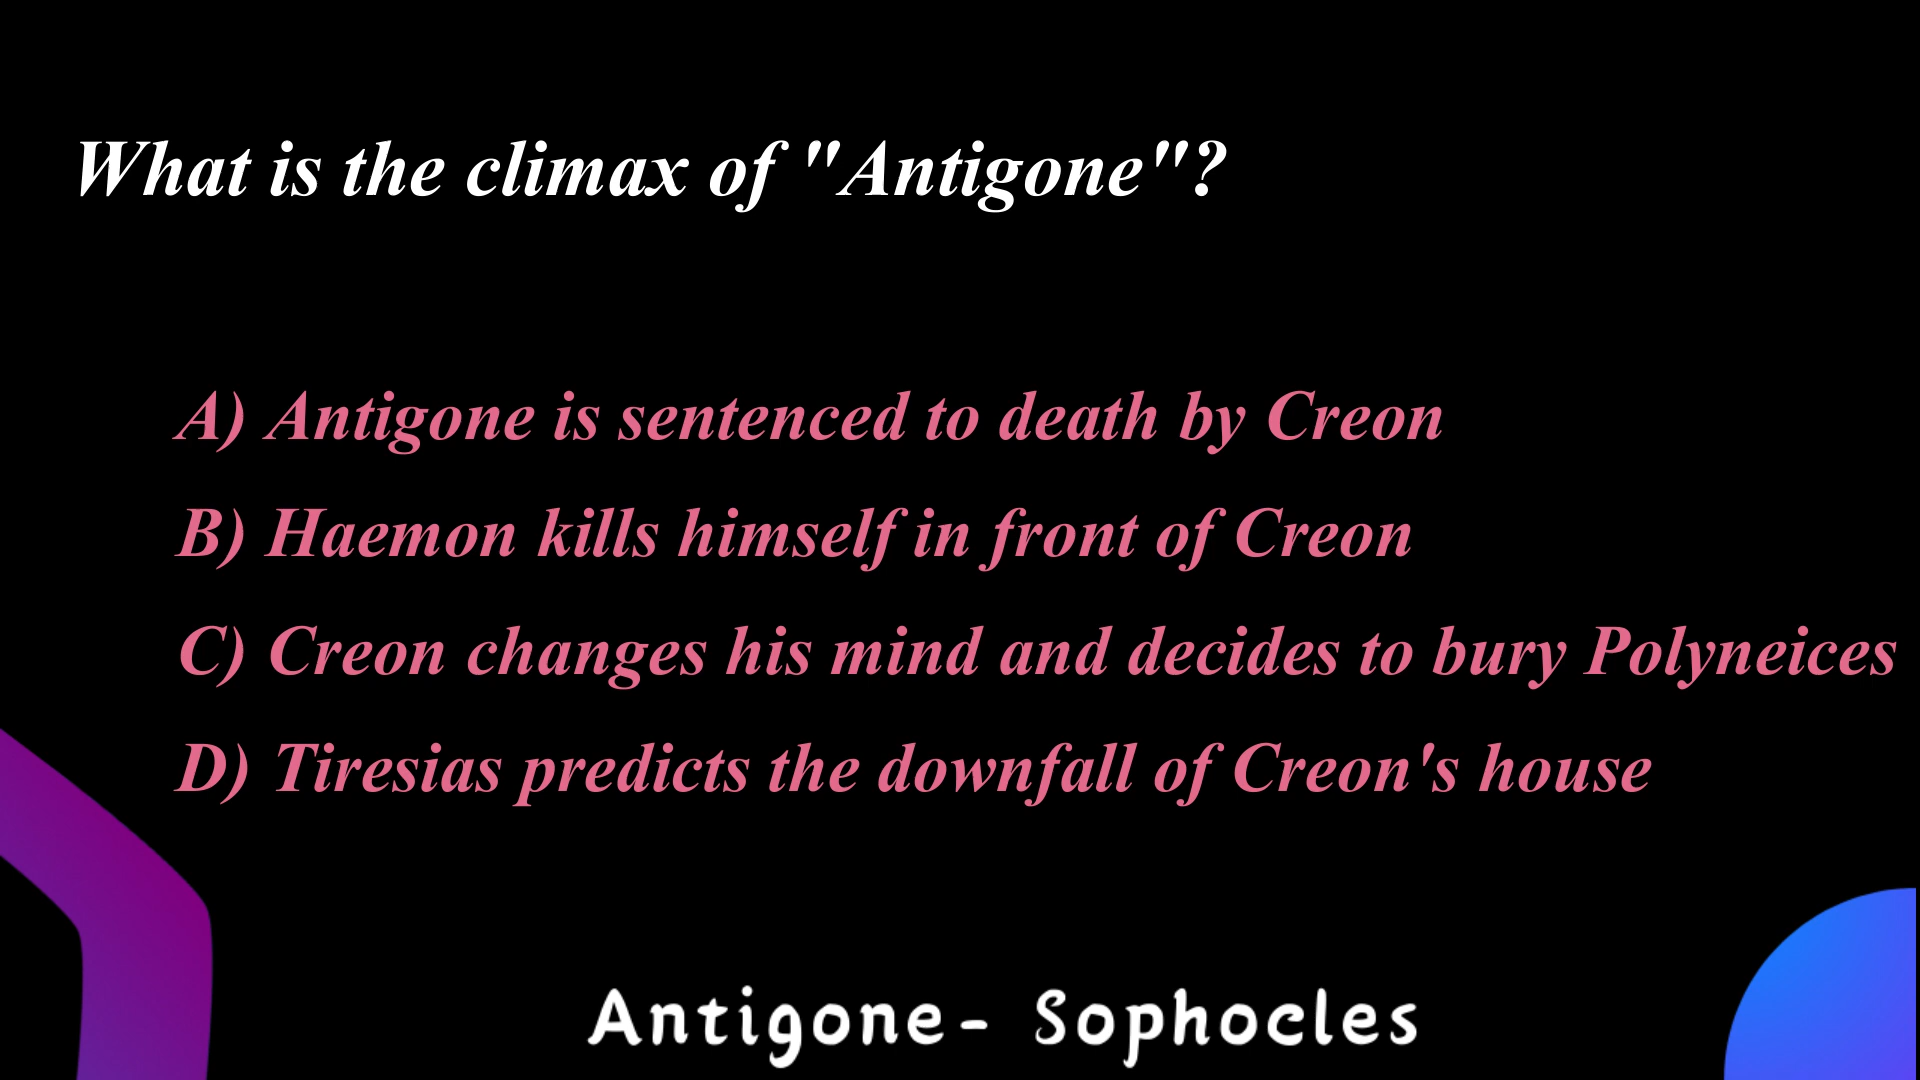 What is the climax of "Antigone"?
A) Antigone is sentenced to death by Creon
B) Haemon kills himself in front of Creon
C) Creon changes his mind and decides to bury Polyneices
D) Tiresias predicts the downfall of Creon's house
Antigone- Sophocles